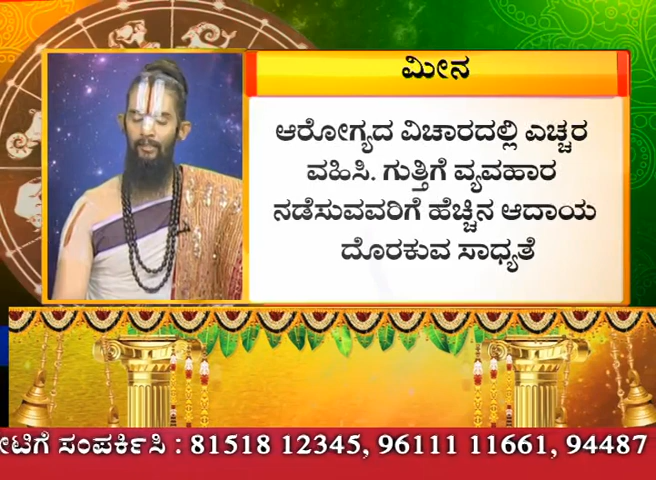 ಮೀನ
ಆರೋಗ್ಯದ ವಿಚಾರದಲ್ಲಿ ಎಚ್ಚರ
ವಹಿಸಿ. ಗುತ್ತಿಗೆ ವ್ಯವಹಾರ
ನಡೆಸುವವರಿಗೆ ಹೆಚ್ಚಿನ ಆದಾಯ
ದೊರಕುವ ಸಾಧ್ಯತೆ
ಸಂಪರ್ಕಿಸಿ : 81518 12345, 96111 11661, 94487